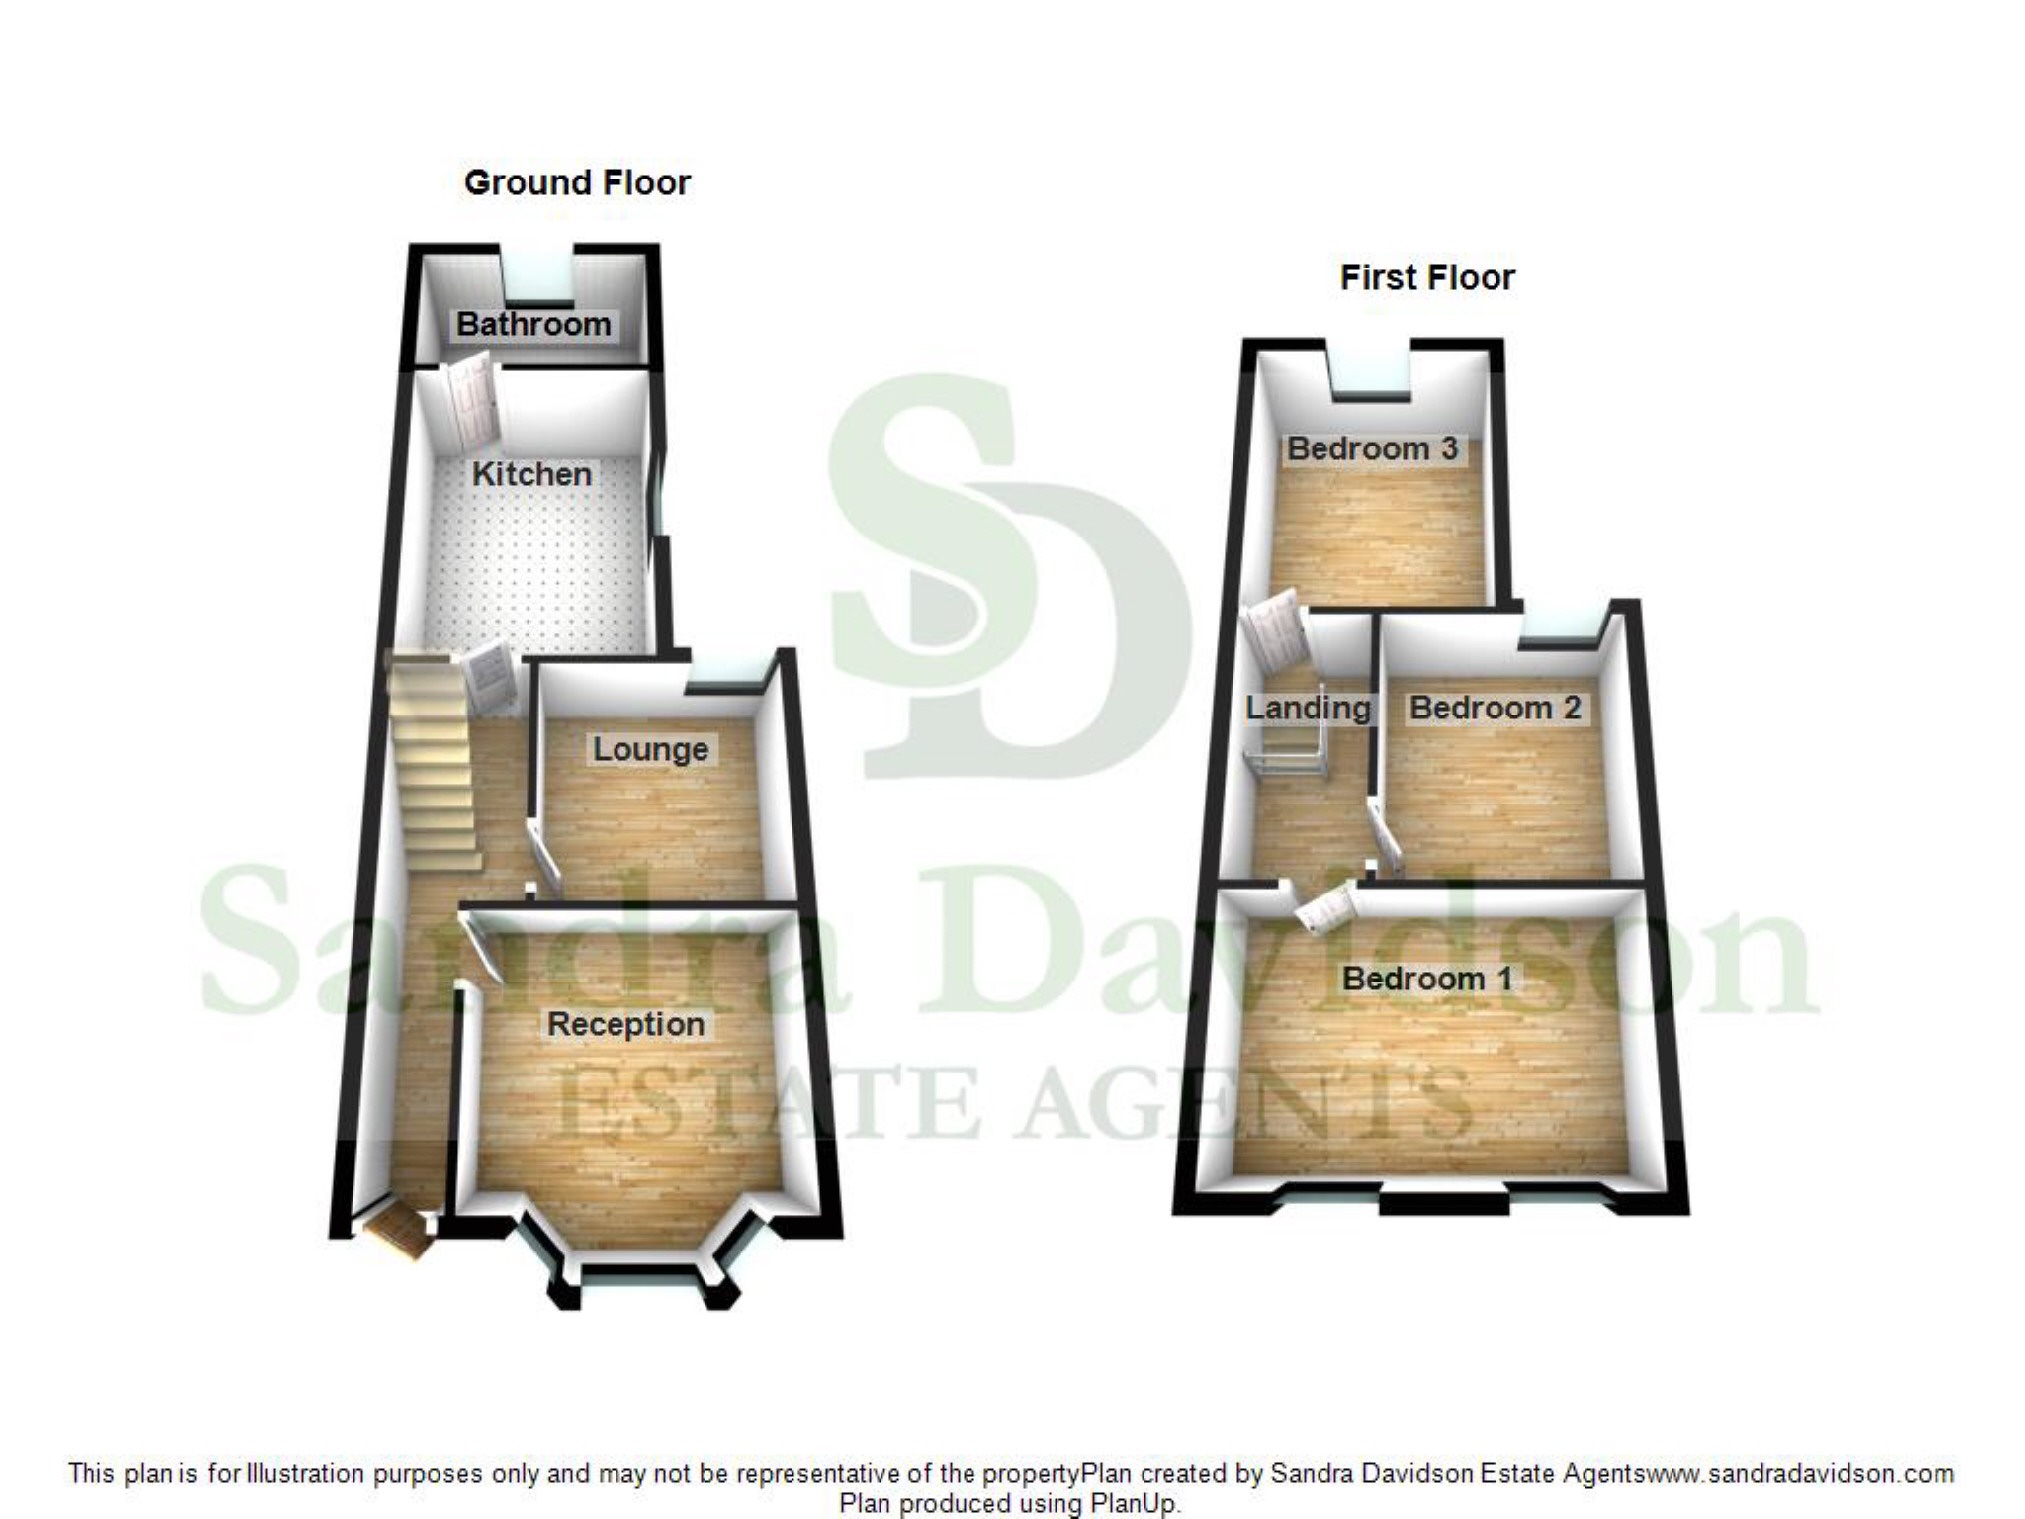 Ground Floor
First Floor
Bathroom
Kitchen
Lounge
Reception
Bedroom 3
Landing
Bedroom 2
Bedroom 1
SD
Sandra Davidson
ESTATE AGENTS
This plan is for Illustration purposes only and may not be representative of the propertyPlan created by Sandra Davidson Estate Agentswww.sandradavidson.com
Plan produced using PlanUp.